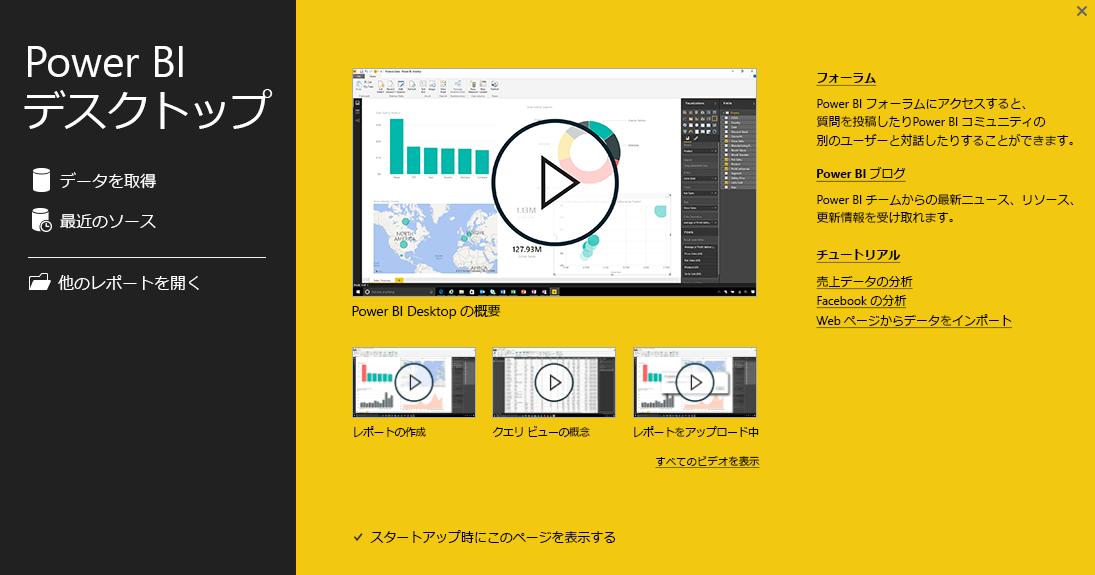 Power BI
デスクトップ
データを取得
最近のソース
他のレポートを開く
NORTH
AMERICA
AFRICA
1.13M
127.93M
Power BI Desktop の概要
レポートの作成
クエリ ビューの概念
レポートをアップロード中
すべてのビデオを表示
スタートアップ時にこのページを表示する
フォーラム
Power BI フォーラムにアクセスすると、
質問を投稿したりPower BI コミュニティの
別のユーザーと対話したりすることができます。
Power BI ブログ
Power BI チームからの最新ニュース、リソース、
更新情報を受け取れます。
チュートリアル
売上データの分析
Facebook の分析
Web ページからデータをインポート